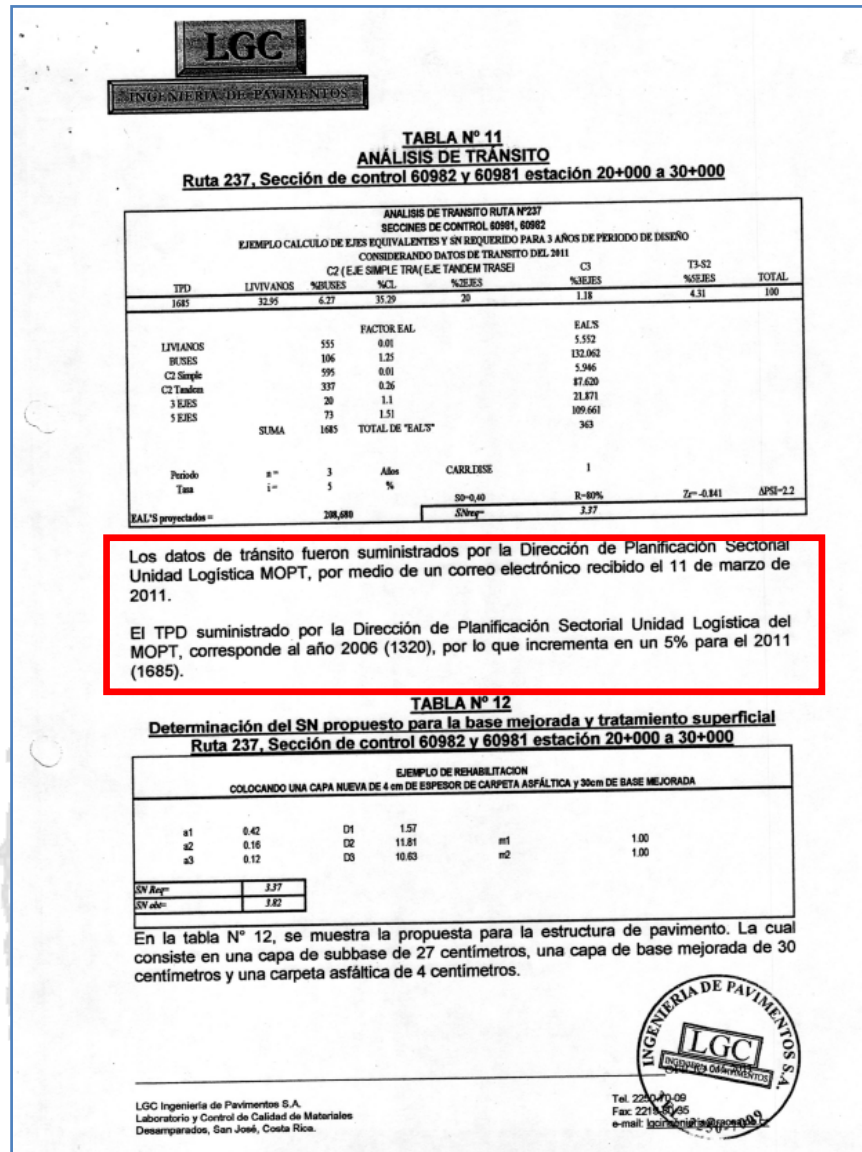 LGC
INGENIERIA DE PAVIMENTOS
TABLA Nº 11
ANÁLISIS DE TRÁNSITO
Ruta 237, Sección de control 60982 y 60981 estación 20+000 a 30+000
ANALISIS DE TRANSITO RUTA Nº237
SECCINES DE CONTROL 60981, 60982
EJEMPLO CALCULO DE EJES EQUIVALENTES Y SN REQUERIDO PARA 3 AÑOS DE PERIODO DE DISEÑO
CONSIDERANDO DATOS DE TRANSITO DEL 2011
C2 ( EJE SIMPLE TRA( EJE TANDEM TRASEI C3 T3-S2
TPD LIVIVANOS %BUSES %CL %2EJES %3EJES %5EJES TOTAL
1685 32.95 6.27 35.29 20 1.18 4.31 100
FACTOR EAL EAL'S
LIVIANOS 555 0.01 5.552
BUSES 106 1.25 132.062
C2 Simple 595 0.01 5.946
C2 Tandem 337 0.26 87.620
3 EJES 20 1.1 21.871
5 EJES 73 1.51 109.661
SUMA 1685 TOTAL DE "EAL'S" 363
Periodo n = 3 Años CARR.DISE 1
Tasa i = 5 %
S0=0,40 R=80% Zr= -0.841 ΔPSI=2.2
EAL'S proyectados = 208,680 SNreq= 3.37
Los datos de tránsito fueron suministrados por la Dirección de Planificación Sectorial
Unidad Logística MOPT, por medio de un correo electrónico recibido el 11 de marzo de
2011.
El TPD suministrado por la Dirección de Planificación Sectorial Unidad Logística del
MOPT, corresponde al año 2006 (1320), por lo que incrementa en un 5% para el 2011
(1685).
TABLA Nº 12
Determinación del SN propuesto para la base mejorada y tratamiento superficial
Ruta 237, Sección de control 60982 y 60981 estación 20+000 a 30+000
EJEMPLO DE REHABILITACION
COLOCANDO UNA CAPA NUEVA DE 4 cm DE ESPESOR DE CARPETA ASFÁLTICA y 30cm DE BASE MEJORADA
a1 0.42 D1 1.57
a2 0.16 D2 11.81 m1 1.00
a3 0.12 D3 10.63 m2 1.00
SN Req= 3.37
SN obt= 3.82
En la tabla N° 12, se muestra la propuesta para la estructura de pavimento. La cual
consiste en una capa de subbase de 27 centímetros, una capa de base mejorada de 30
centímetros y una carpeta asfáltica de 4 centímetros.
INGENIERIA DE PAVIMENTOS S.A.
LGC
INGENIERIA DE PAVIMENTOS
LGC Ingeniería de Pavimentos S.A.
Laboratorio y Control de Calidad de Materiales
Desamparados, San José, Costa Rica.
Tel.
Fax:
e-mail: